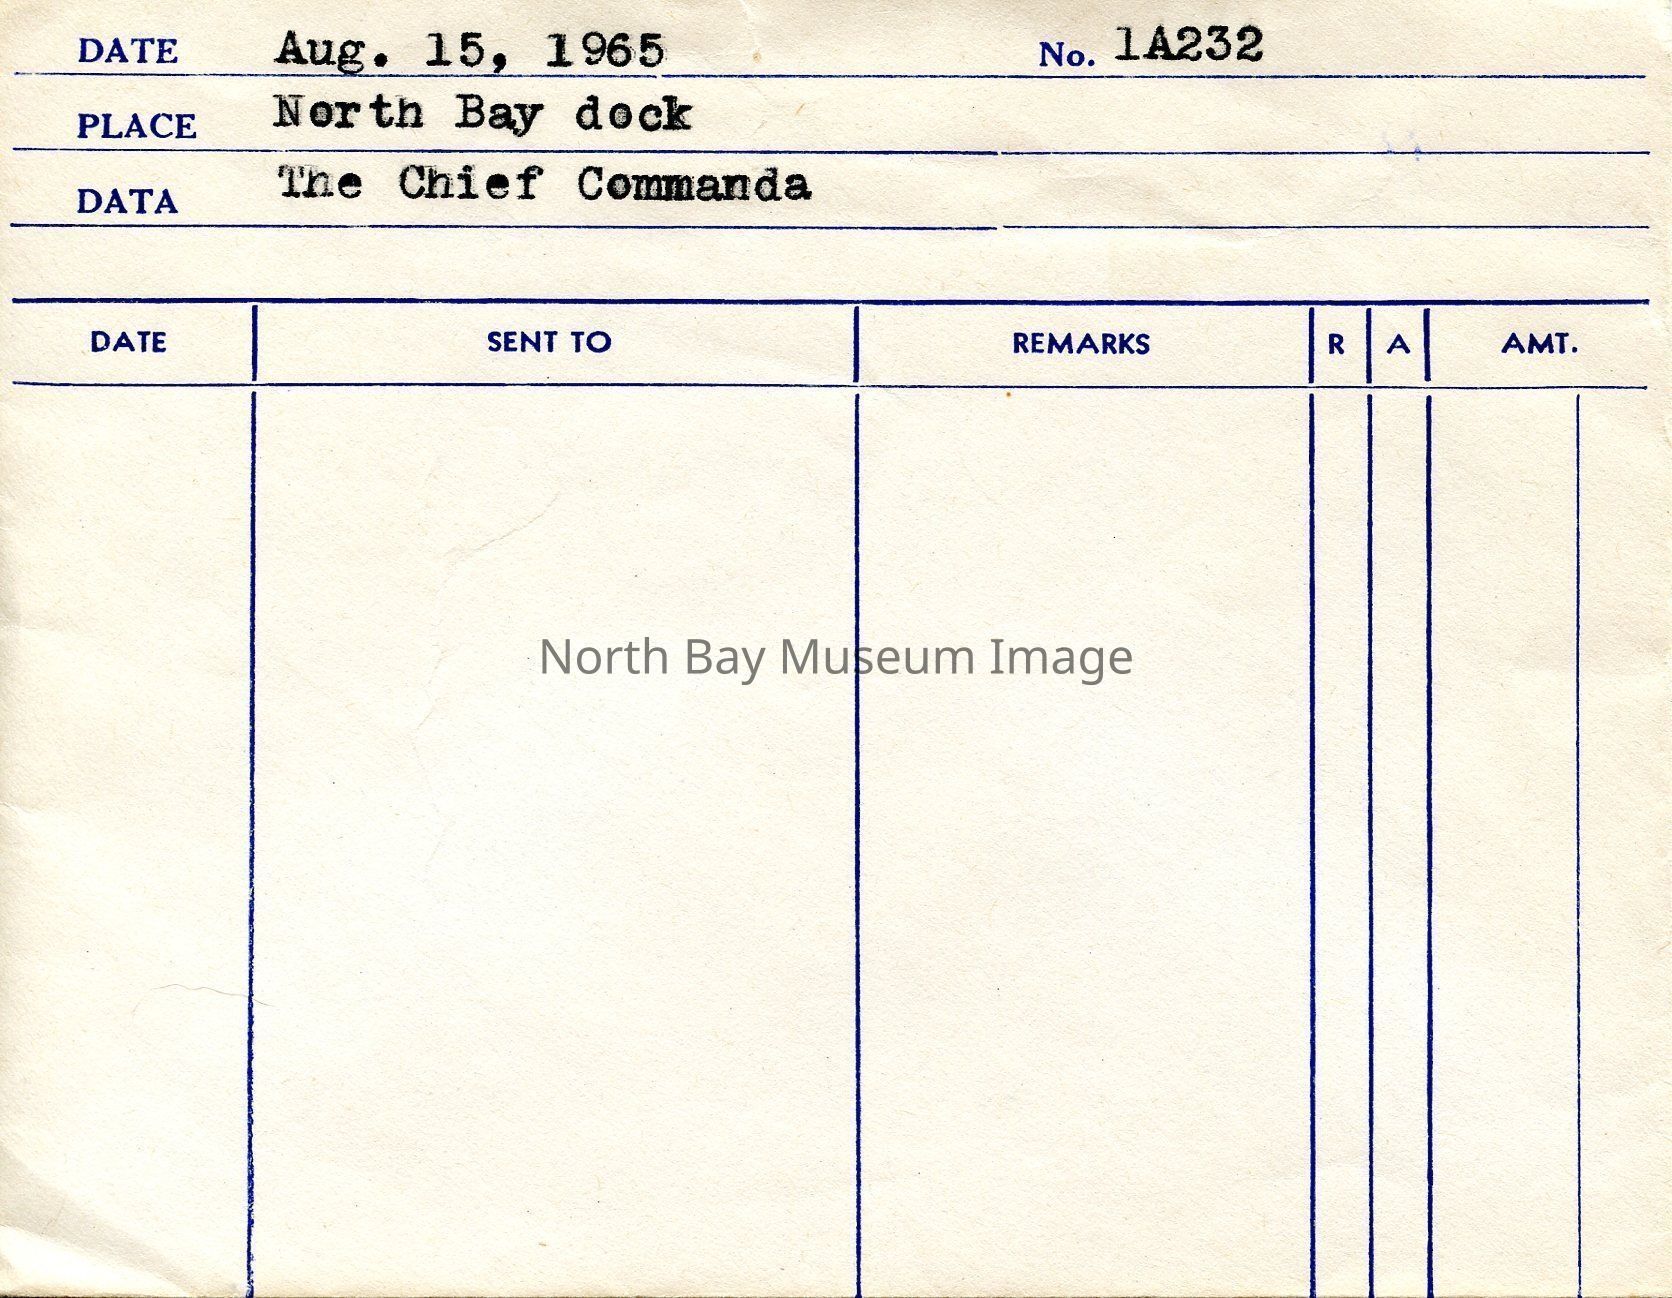 DATE Aug. 15, 1965 No. 1A232
PLACE North Bay dock
DATA The Chief Commanda
DATE SENT TO REMARKS R A AMT.
North Bay Museum Image